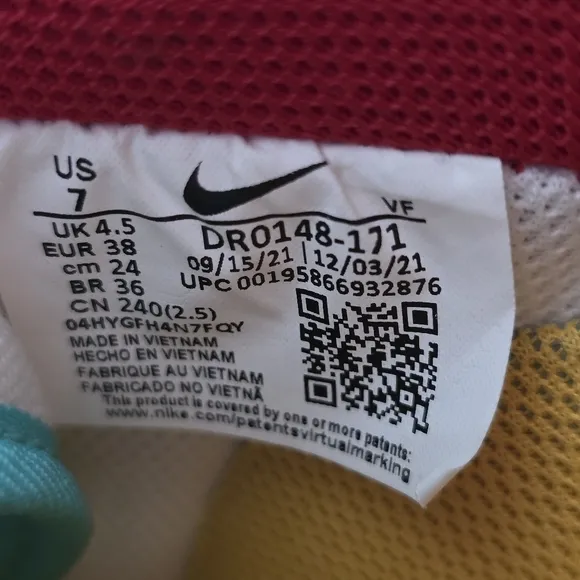 US
7
VF
UK 4.5
EUR 38
cm 24
BR 36
CN 240(2.5)
DR0148-171
09/15/21 | 12/03/21
UPC 00195866932876
04HYGFH4N7FQY
MADE IN VIETNAM
HECHO EN VIETNAM
FABRIQUE AU VIETNAM
FABRICADO NO VIETNÃ
This product is covered by one or more patents:
www.nike.com/patentsvirtualmarking